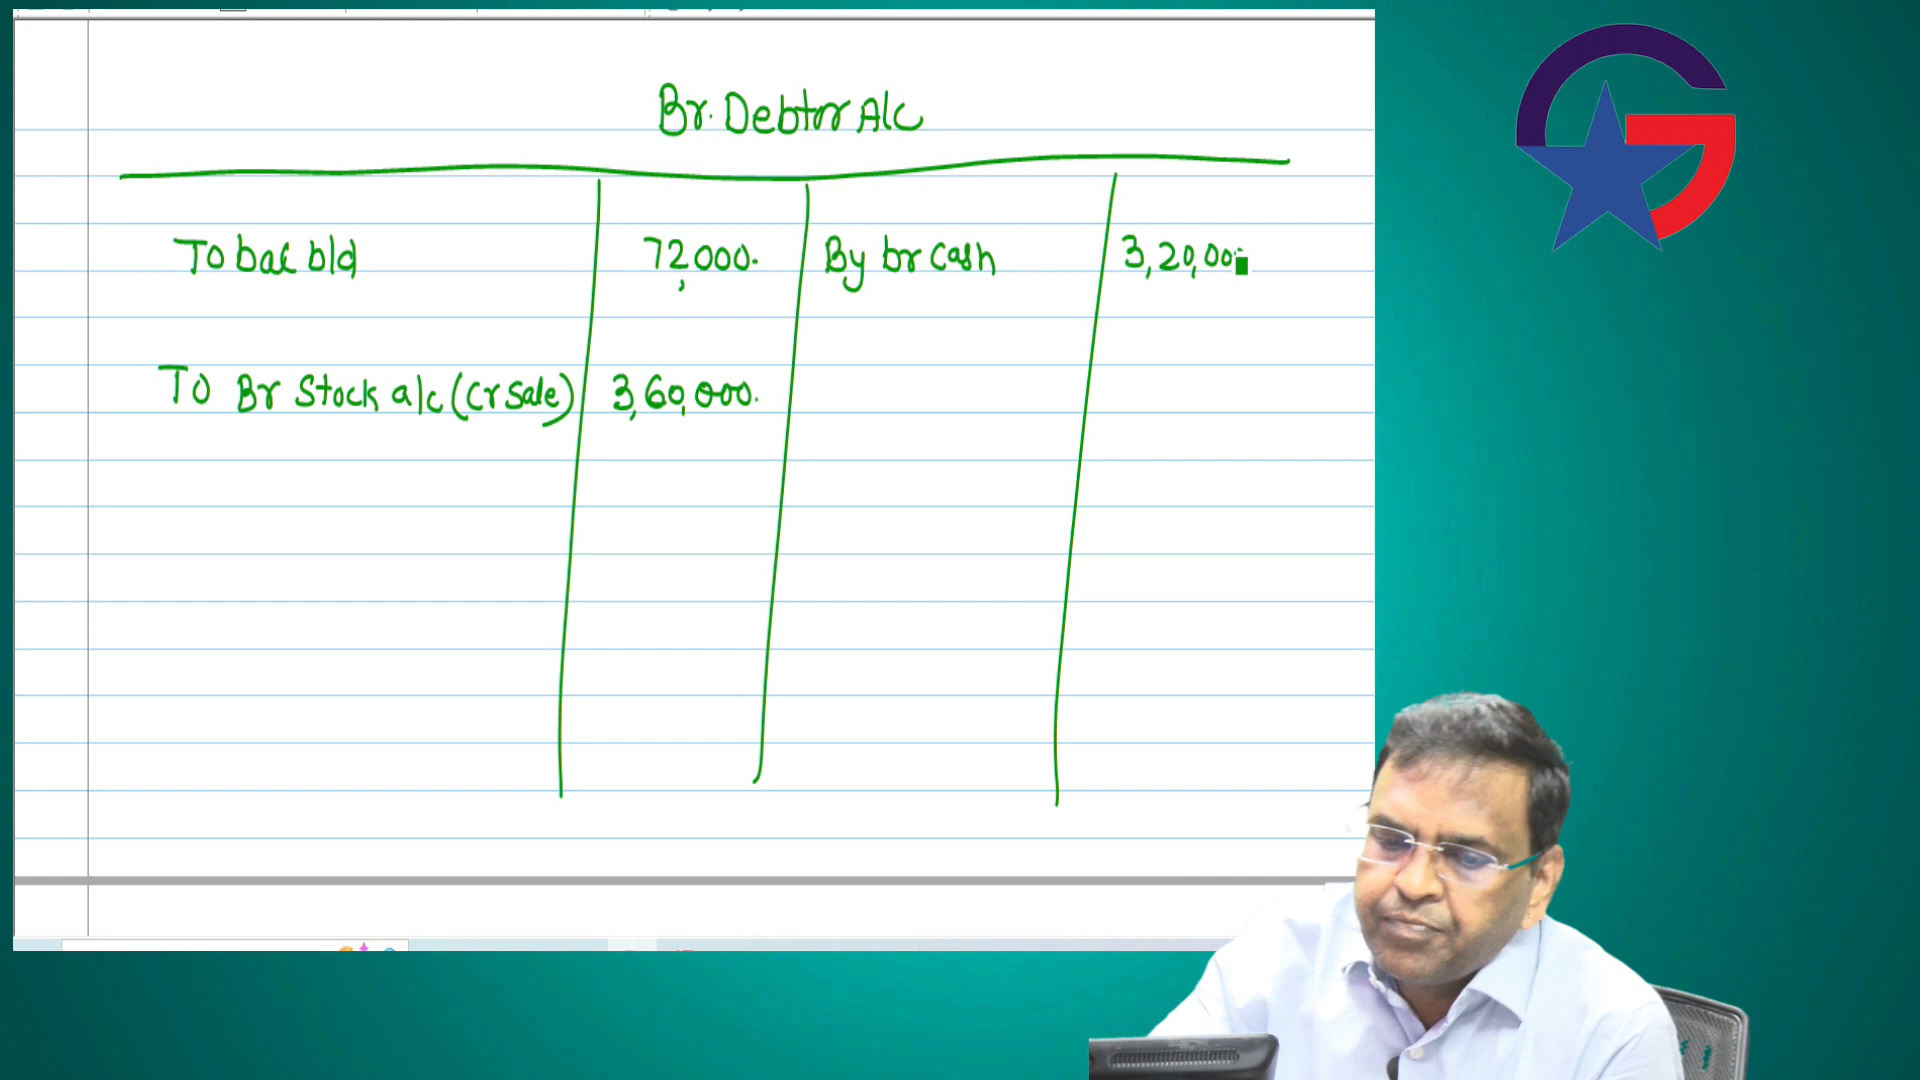 Br. Debtor A/c
To bal b/d 72,000. By br cash 3,20,00
To Br Stock a/c (Cr Sale) 3,60,000.